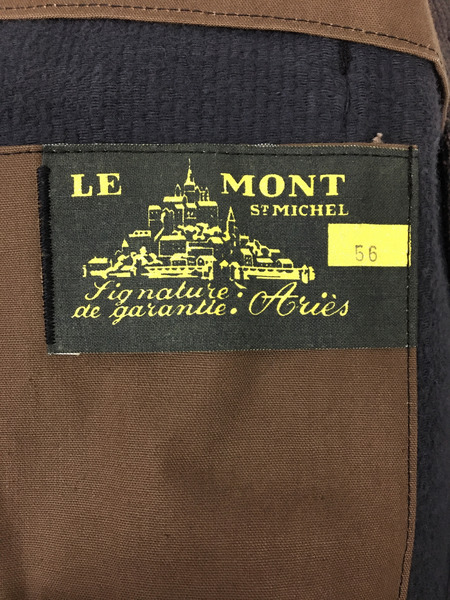 LE MONT
ST MICHEL
56
Signature:
de garantie: Ariès